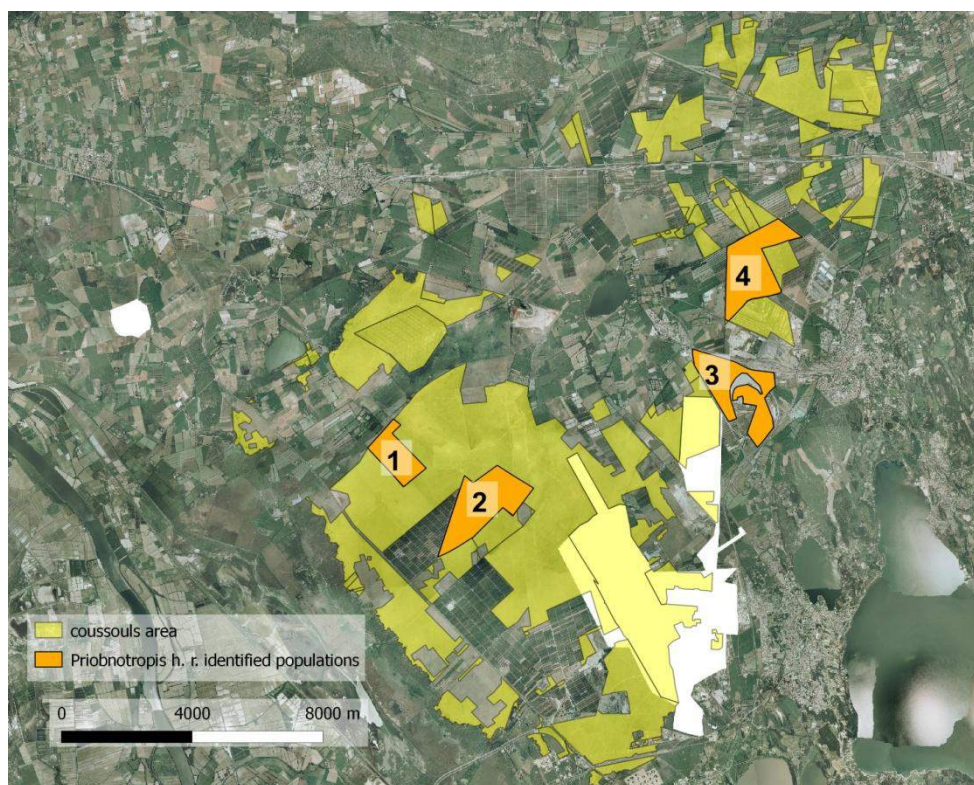 4
3
1
2
coussouls area
Priobnotropis h. r. identified populations
0 4000 8000 m